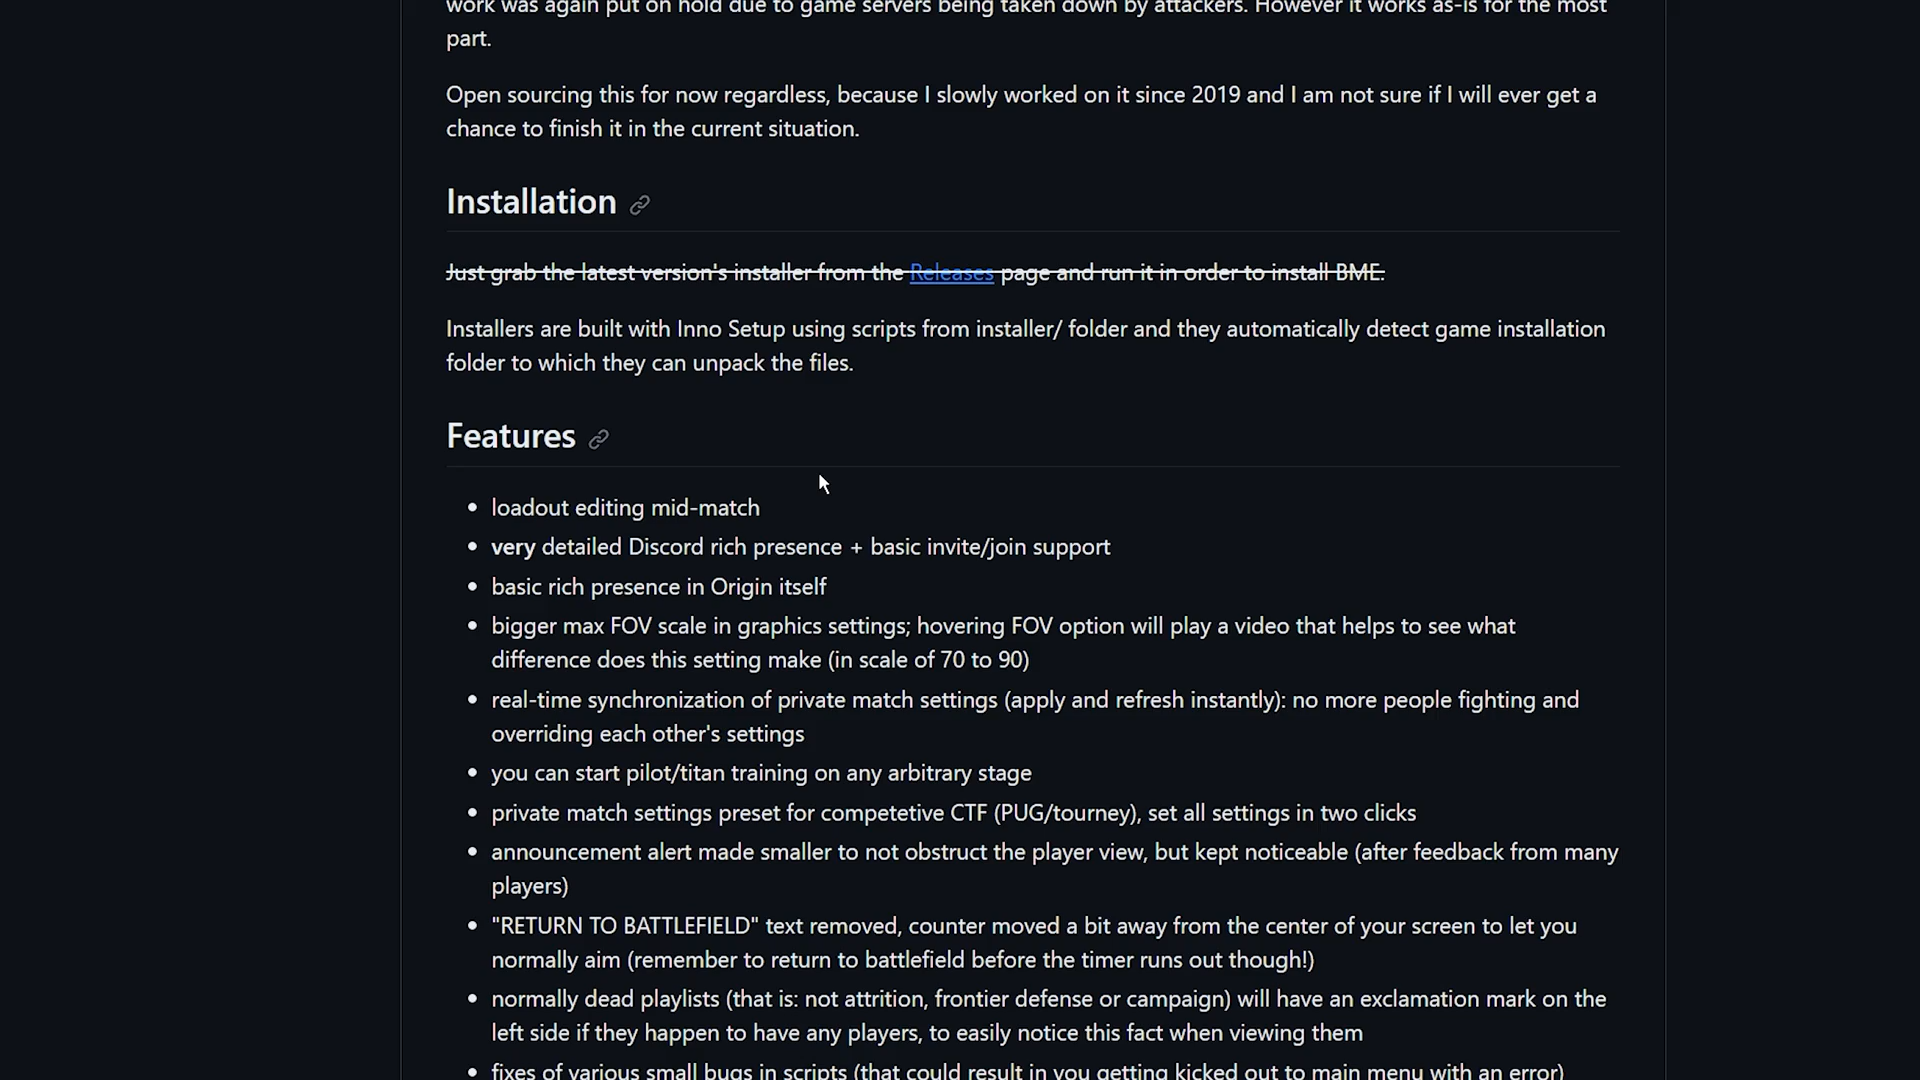 work was again put on hold due to game servers being taken down by attackers. However it works as-is for the most
part.
Open sourcing this for now regardless, because I slowly worked on it since 2019 and I am not sure if I will ever get a
chance to finish it in the current situation.
Installation
Just grab the latest version's installer from the Releases page and run it in order to install BME.
Installers are built with Inno Setup using scripts from installer/ folder and they automatically detect game installation
folder to which they can unpack the files.
Features
• loadout editing mid-match
• very detailed Discord rich presence + basic invite/join support
• basic rich presence in Origin itself
• bigger max FOV scale in graphics settings; hovering FOV option will play a video that helps to see what
difference does this setting make (in scale of 70 to 90)
• real-time synchronization of private match settings (apply and refresh instantly): no more people fighting and
overriding each other's settings
• you can start pilot/titan training on any arbitrary stage
• private match settings preset for competetive CTF (PUG/tourney), set all settings in two clicks
• announcement alert made smaller to not obstruct the player view, but kept noticeable (after feedback from many
players)
• "RETURN TO BATTLEFIELD" text removed, counter moved a bit away from the center of your screen to let you
normally aim (remember to return to battlefield before the timer runs out though!)
• normally dead playlists (that is: not attrition, frontier defense or campaign) will have an exclamation mark on the
left side if they happen to have any players, to easily notice this fact when viewing them
• fixes of various small bugs in scripts (that could result in you getting kicked out to main menu with an error)